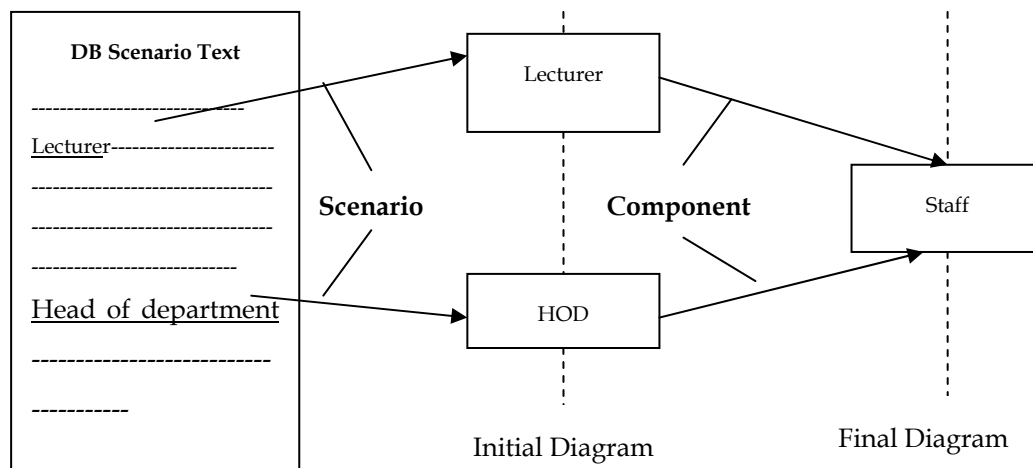 DB Scenario Text
Lecturer
Head of department
Scenario
Lecturer
HOD
Component
Staff
Initial Diagram
Final Diagram